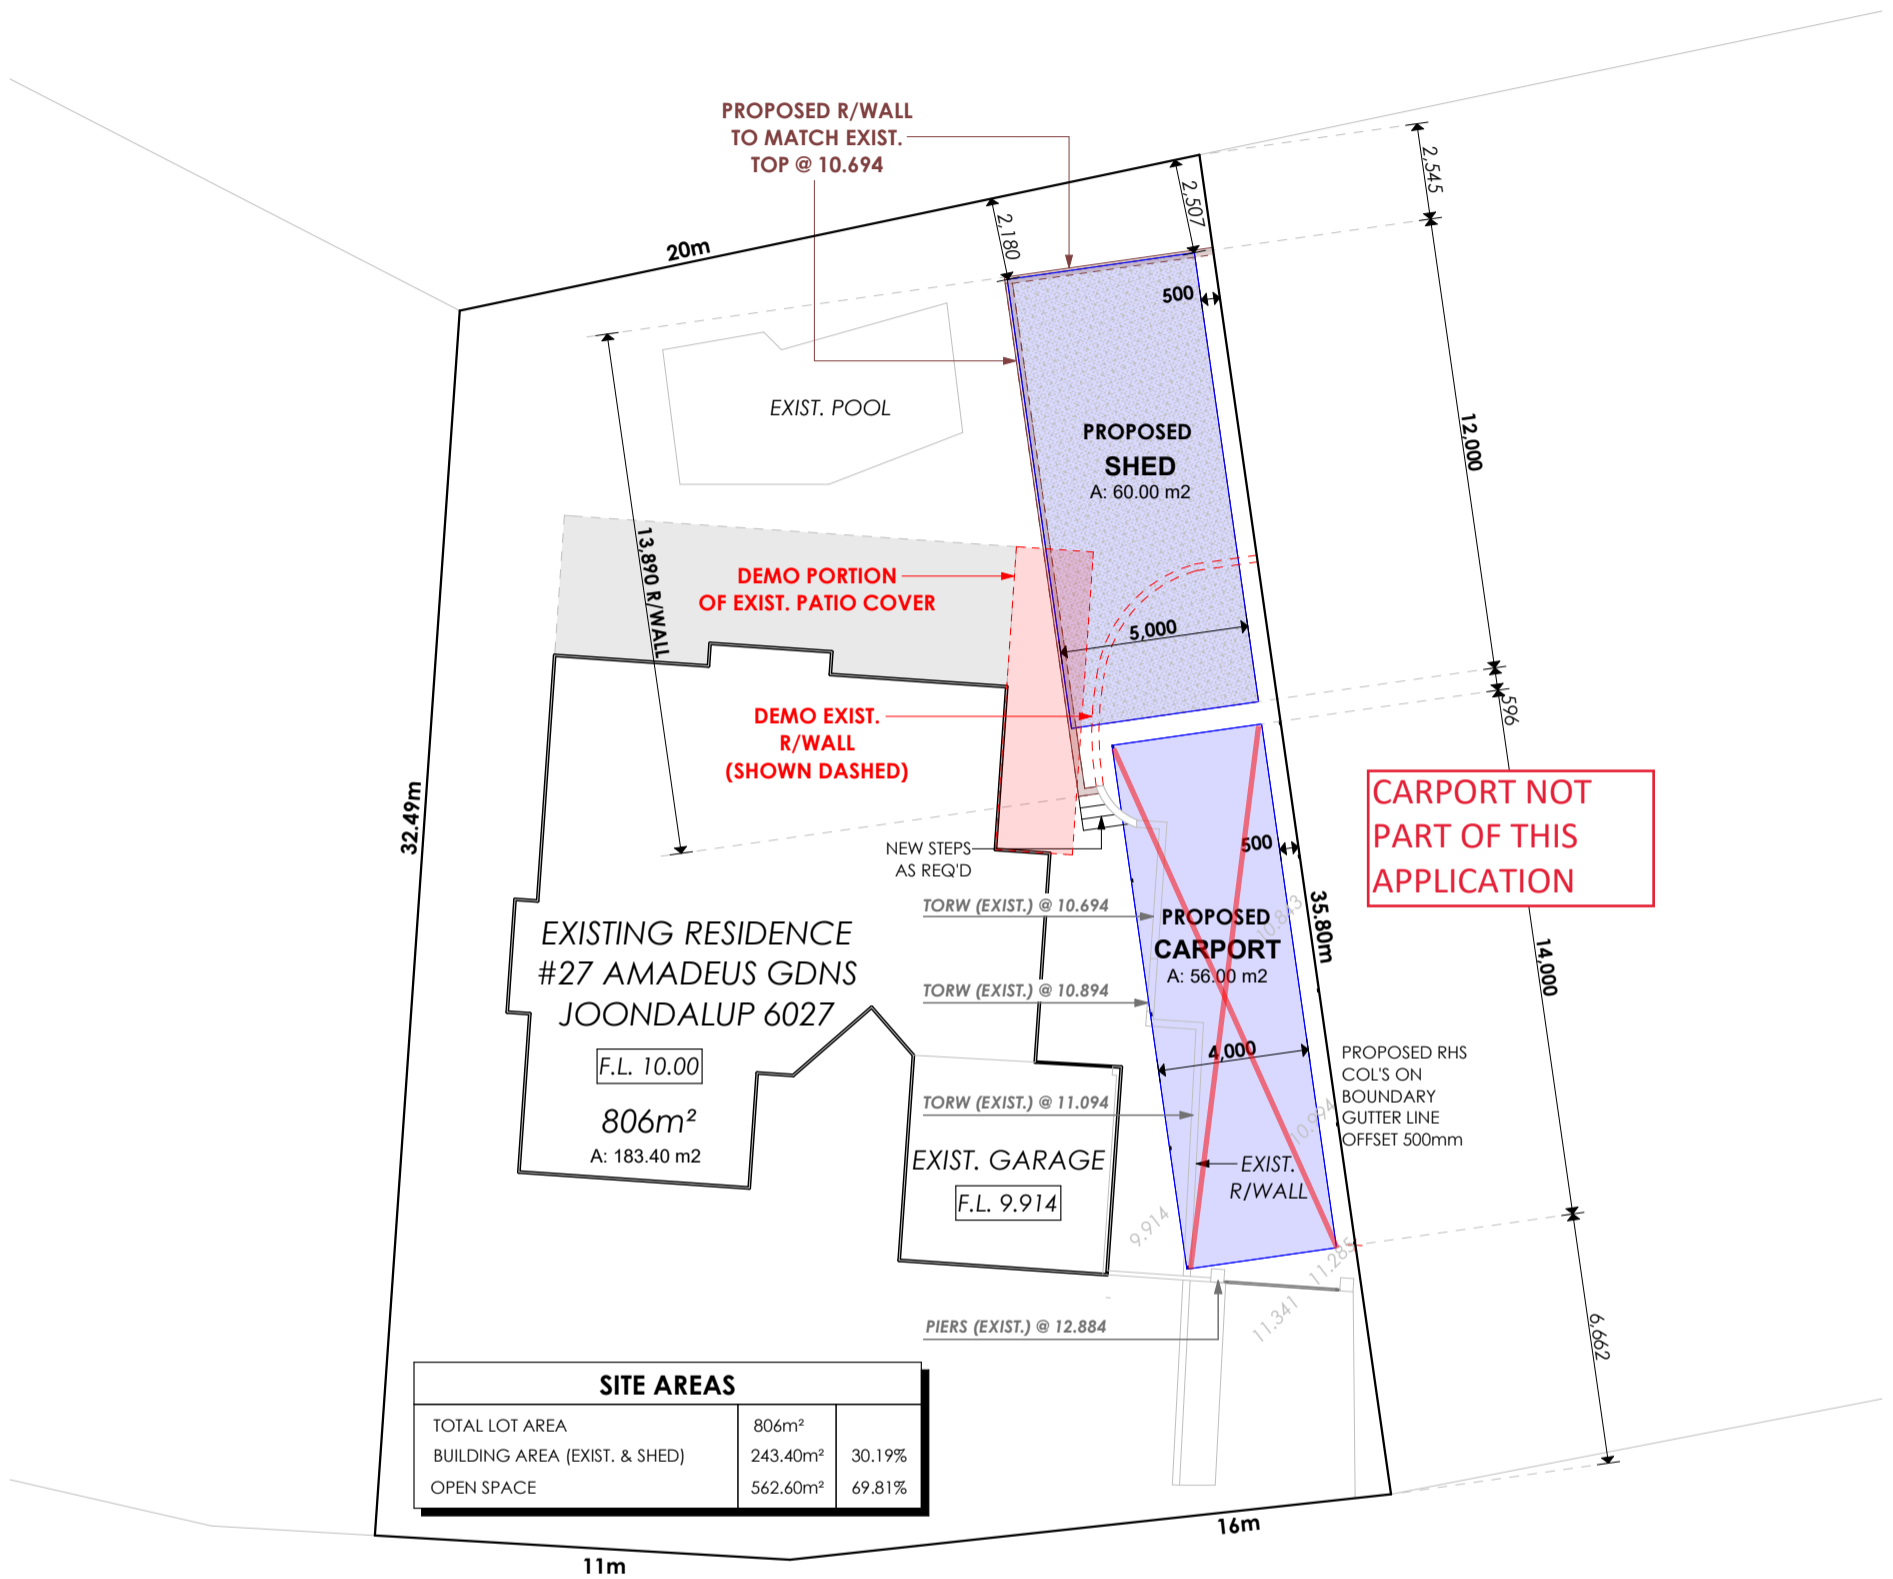 PROPOSED R/WALL
TO MATCH EXIST.
TOP @ 10.694
2,545
2,507
2,180
20m
500
12,000
EXIST. POOL
PROPOSED
SHED
A: 60.00 m2
13,890 R/WALL
DEMO PORTION
OF EXIST. PATIO COVER
5,000
DEMO EXIST.
R/WALL
(SHOWN DASHED)
596
CARPORT NOT
PART OF THIS
APPLICATION
32.49m
NEW STEPS
AS REQ'D
500
TORW (EXIST.) @ 10.694
10.843
35.80m
PROPOSED
CARPORT
A: 56.00 m2
EXISTING RESIDENCE
#27 AMADEUS GDNS
JOONDALUP 6027
F.L. 10.00
806m²
A: 183.40 m2
TORW (EXIST.) @ 10.894
14,000
4,000
PROPOSED RHS
COL'S ON
BOUNDARY
GUTTER LINE
OFFSET 500mm
TORW (EXIST.) @ 11.094
10.994
EXIST. GARAGE
F.L. 9.914
EXIST.
R/WALL
9.914
11.285
11.341
PIERS (EXIST.) @ 12.884
6,662
SITE AREAS
TOTAL LOT AREA 806m²
BUILDING AREA (EXIST. & SHED) 243.40m² 30.19%
OPEN SPACE 562.60m² 69.81%
16m
11m